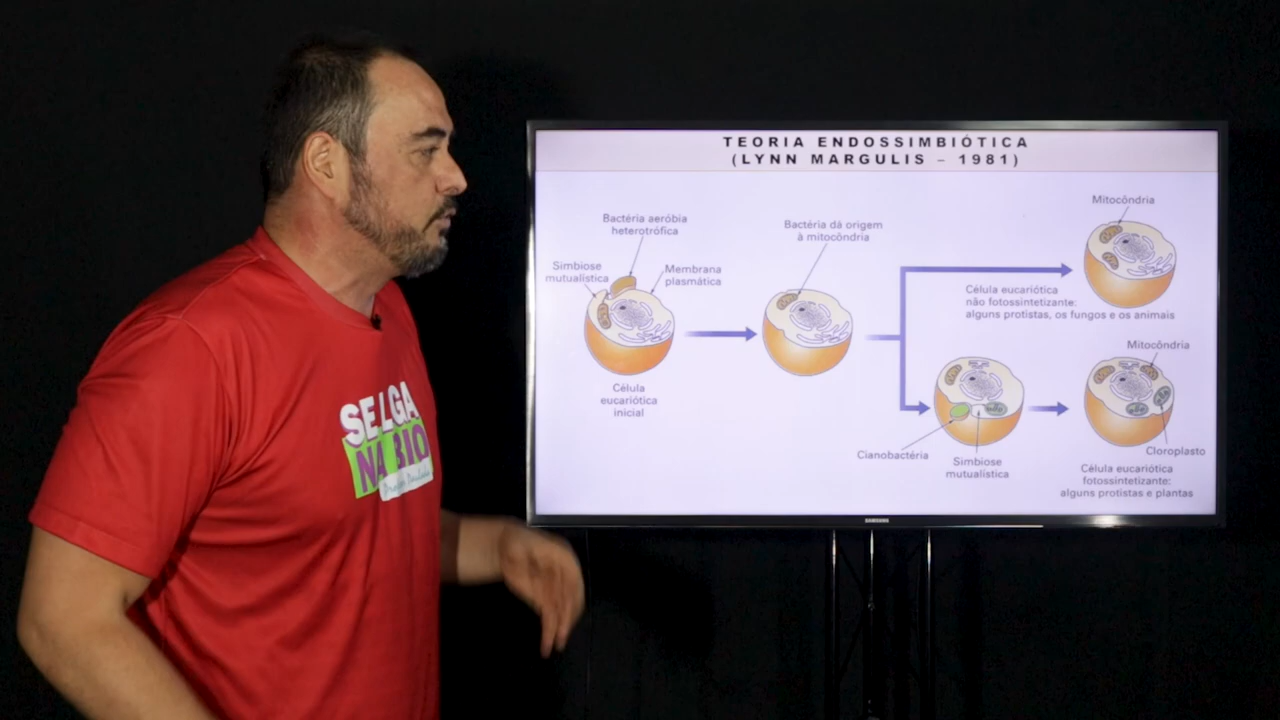 TEORIA ENDOSSIMBIÓTICA
(LYNN MARGULIS – 1981)
Bactéria aeróbia
heterotrófica
Simbiose
mutualística
Membrana
plasmática
Célula
eucariótica
inicial
Bactéria dá origem
à mitocôndria
Mitocôndria
Célula eucariótica
não fotossintetizante:
alguns protistas, os fungos e os animais
Cianobactéria
Simbiose
mutualística
Mitocôndria
Cloroplasto
Célula eucariótica
fotossintetizante:
alguns protistas e plantas
SE LIGA
NA BIO
SAMSUNG